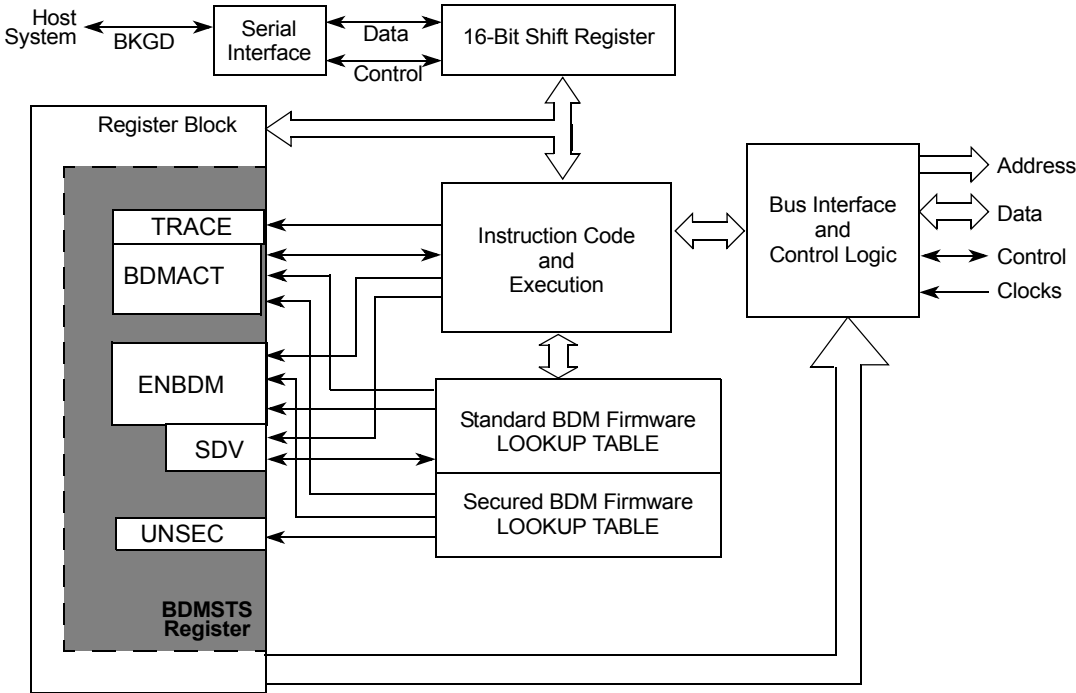 Host
System
BKGD
Serial
Interface
Data
Control
16-Bit Shift Register
Register Block
TRACE
BDMACT
ENBDM
SDV
UNSEC
BDMSTS
Register
Instruction Code
and
Execution
Standard BDM Firmware
LOOKUP TABLE
Secured BDM Firmware
LOOKUP TABLE
Bus Interface
and
Control Logic
Address
Data
Control
Clocks